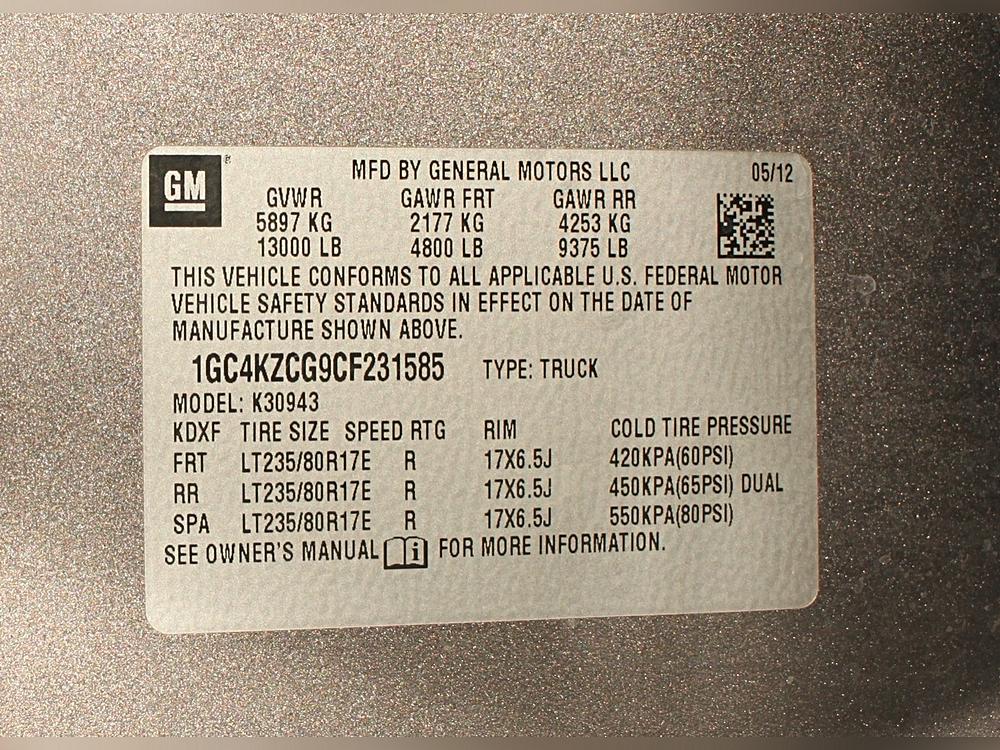 GM ®
MFD BY GENERAL MOTORS LLC 05/12
GVWR GAWR FRT GAWR RR
5897 KG 2177 KG 4253 KG
13000 LB 4800 LB 9375 LB
THIS VEHICLE CONFORMS TO ALL APPLICABLE U.S. FEDERAL MOTOR
VEHICLE SAFETY STANDARDS IN EFFECT ON THE DATE OF
MANUFACTURE SHOWN ABOVE.
1GC4KZCG9CF231585 TYPE: TRUCK
MODEL: K30943
KDXF TIRE SIZE SPEED RTG RIM COLD TIRE PRESSURE
FRT LT235/80R17E R 17X6.5J 420KPA(60PSI)
RR LT235/80R17E R 17X6.5J 450KPA(65PSI) DUAL
SPA LT235/80R17E R 17X6.5J 550KPA(80PSI)
SEE OWNER'S MANUAL i FOR MORE INFORMATION.